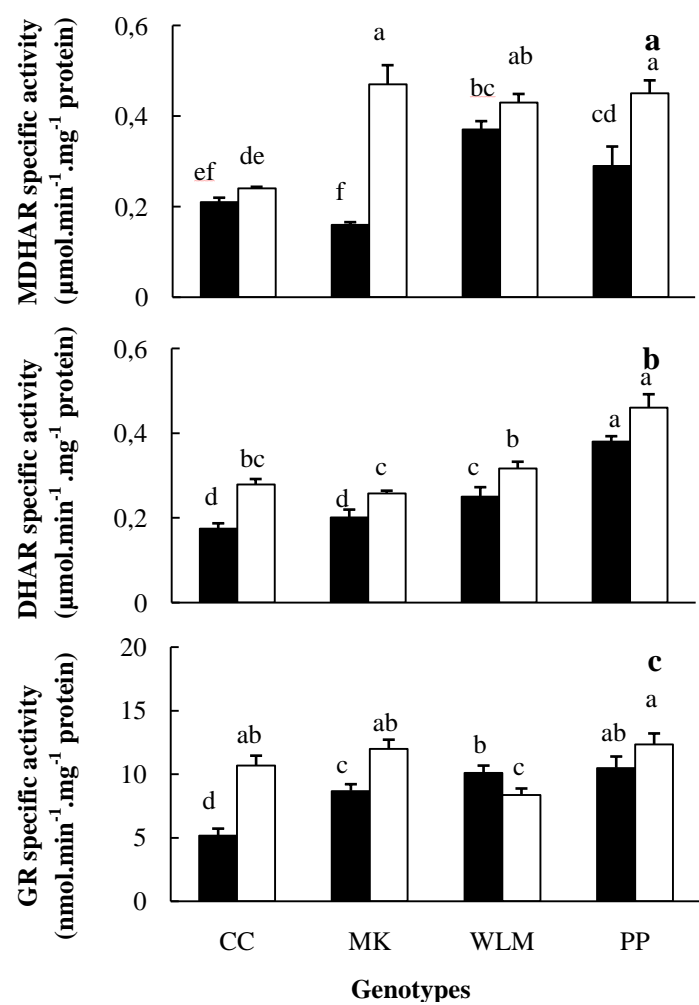 MDHAR specific activity
((µmol.min⁻¹.mg⁻¹ protein)
0,6
0,4
0,2
0
ef
de
f
a
bc
ab
cd
a
a
DHAR specific activity
(µmol.min⁻¹.mg⁻¹ protein)
0,6
0,4
0,2
0
d
bc
d
c
c
b
a
a
b
GR specific activity
(nmol.min⁻¹.mg⁻¹ protein)
20
15
10
5
0
d
ab
c
ab
b
c
ab
a
c
CC MK WLM PP
Genotypes